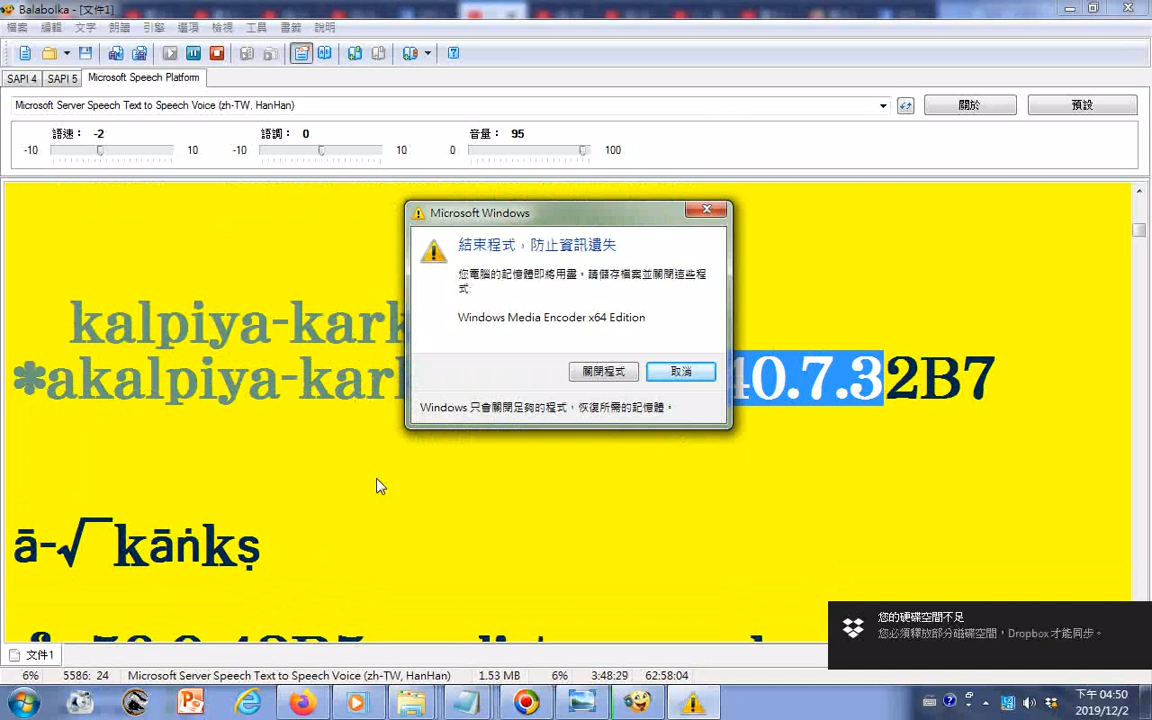 Balabolka - [文件1]
檔案 編輯 文字 朗讀 引擎 選項 檢視 工具 書籤 說明
SAPI 4 SAPI 5 Microsoft Speech Platform
Microsoft Server Speech Text to Speech Voice (zh-TW, HanHan)
關於 預設
語速： -2 語調： 0 音量： 95
-10 10 -10 10 0 100
Microsoft Windows
結束程式，防止資訊遺失
您電腦的記憶體即將用盡。請儲存檔案並關閉這些程
式:
Windows Media Encoder x64 Edition
關閉程式 取消
Windows 只會關閉足夠的程式，恢復所需的記憶體。
kalpiya-kark
*akalpiya-kark 40.7.32B7
ā-√kāṅkṣ
您的硬碟空間不足
您必須釋放部分磁碟空間，Dropbox 才能同步。
文件1
6% 5586: 24 Microsoft Server Speech Text to Speech Voice (zh-TW, HanHan) 1.53 MB 6% 3:48:29 62:58:04
下午 04:50
2019/12/2